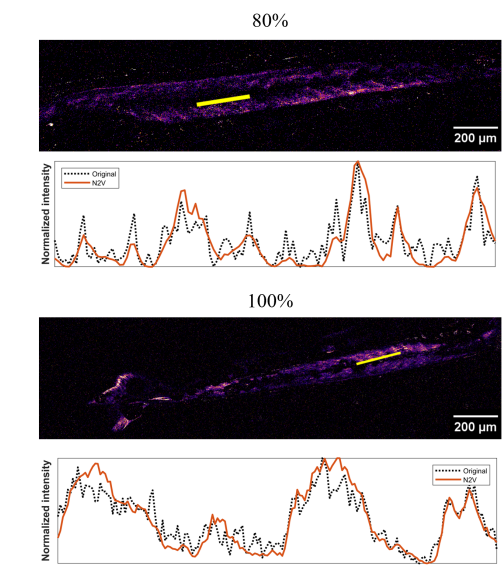 80%
200 µm
Normalized intensity
Original
N2V
100%
200 µm
Normalized intensity
Original
N2V